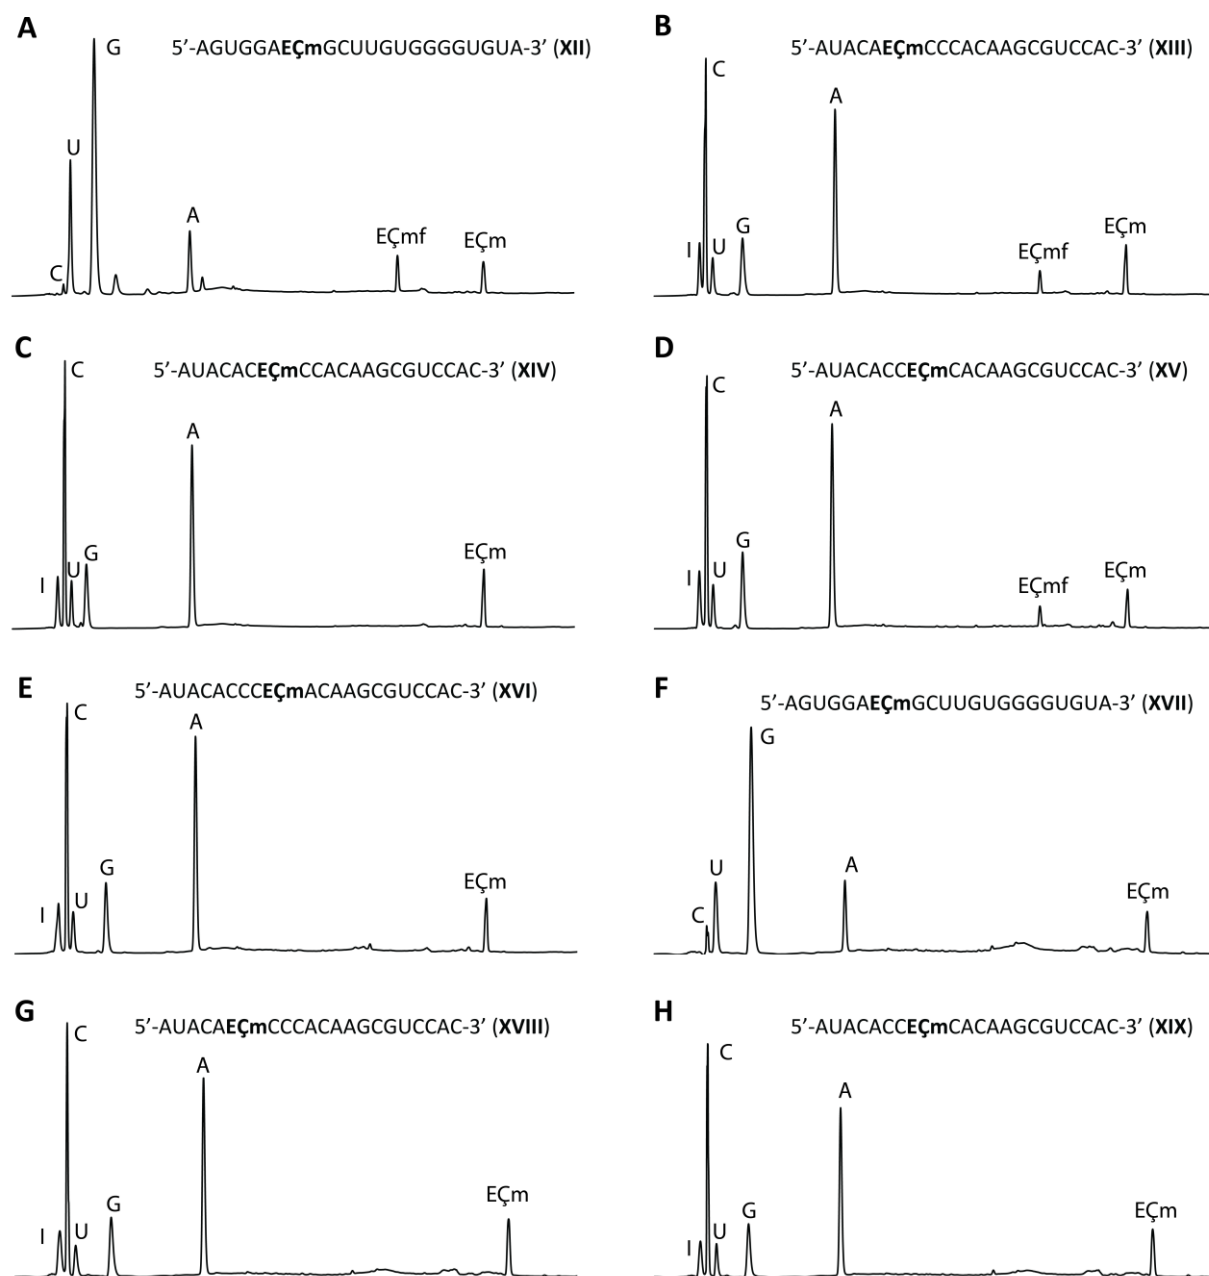 A
5’-AGUGGAEÇmGCUUGUGGGGUGUA-3’ (XII)
G
U
C
A
EÇmf
EÇm
B
5’-AUACAEÇmCCCACAAGCGUCCAC-3’ (XIII)
C
A
I
U
G
EÇmf
EÇm
C
5’-AUACACEÇmCCACAAGCGUCCAC-3’ (XIV)
C
A
I
U
G
EÇm
D
5’-AUACACCEÇmCACAAGCGUCCAC-3’ (XV)
C
A
I
U
G
EÇmf
EÇm
E
5’-AUACACCCEÇmACAAGCGUCCAC-3’ (XVI)
C
A
I
U
G
EÇm
F
5’-AGUGGAEÇmGCUUGUGGGGUGUA-3’ (XVII)
G
C
U
A
EÇm
G
5’-AUACAEÇmCCCACAAGCGUCCAC-3’ (XVIII)
C
A
I
U
G
EÇm
H
5’-AUACACCEÇmCACAAGCGUCCAC-3’ (XIX)
C
A
I
U
G
EÇm